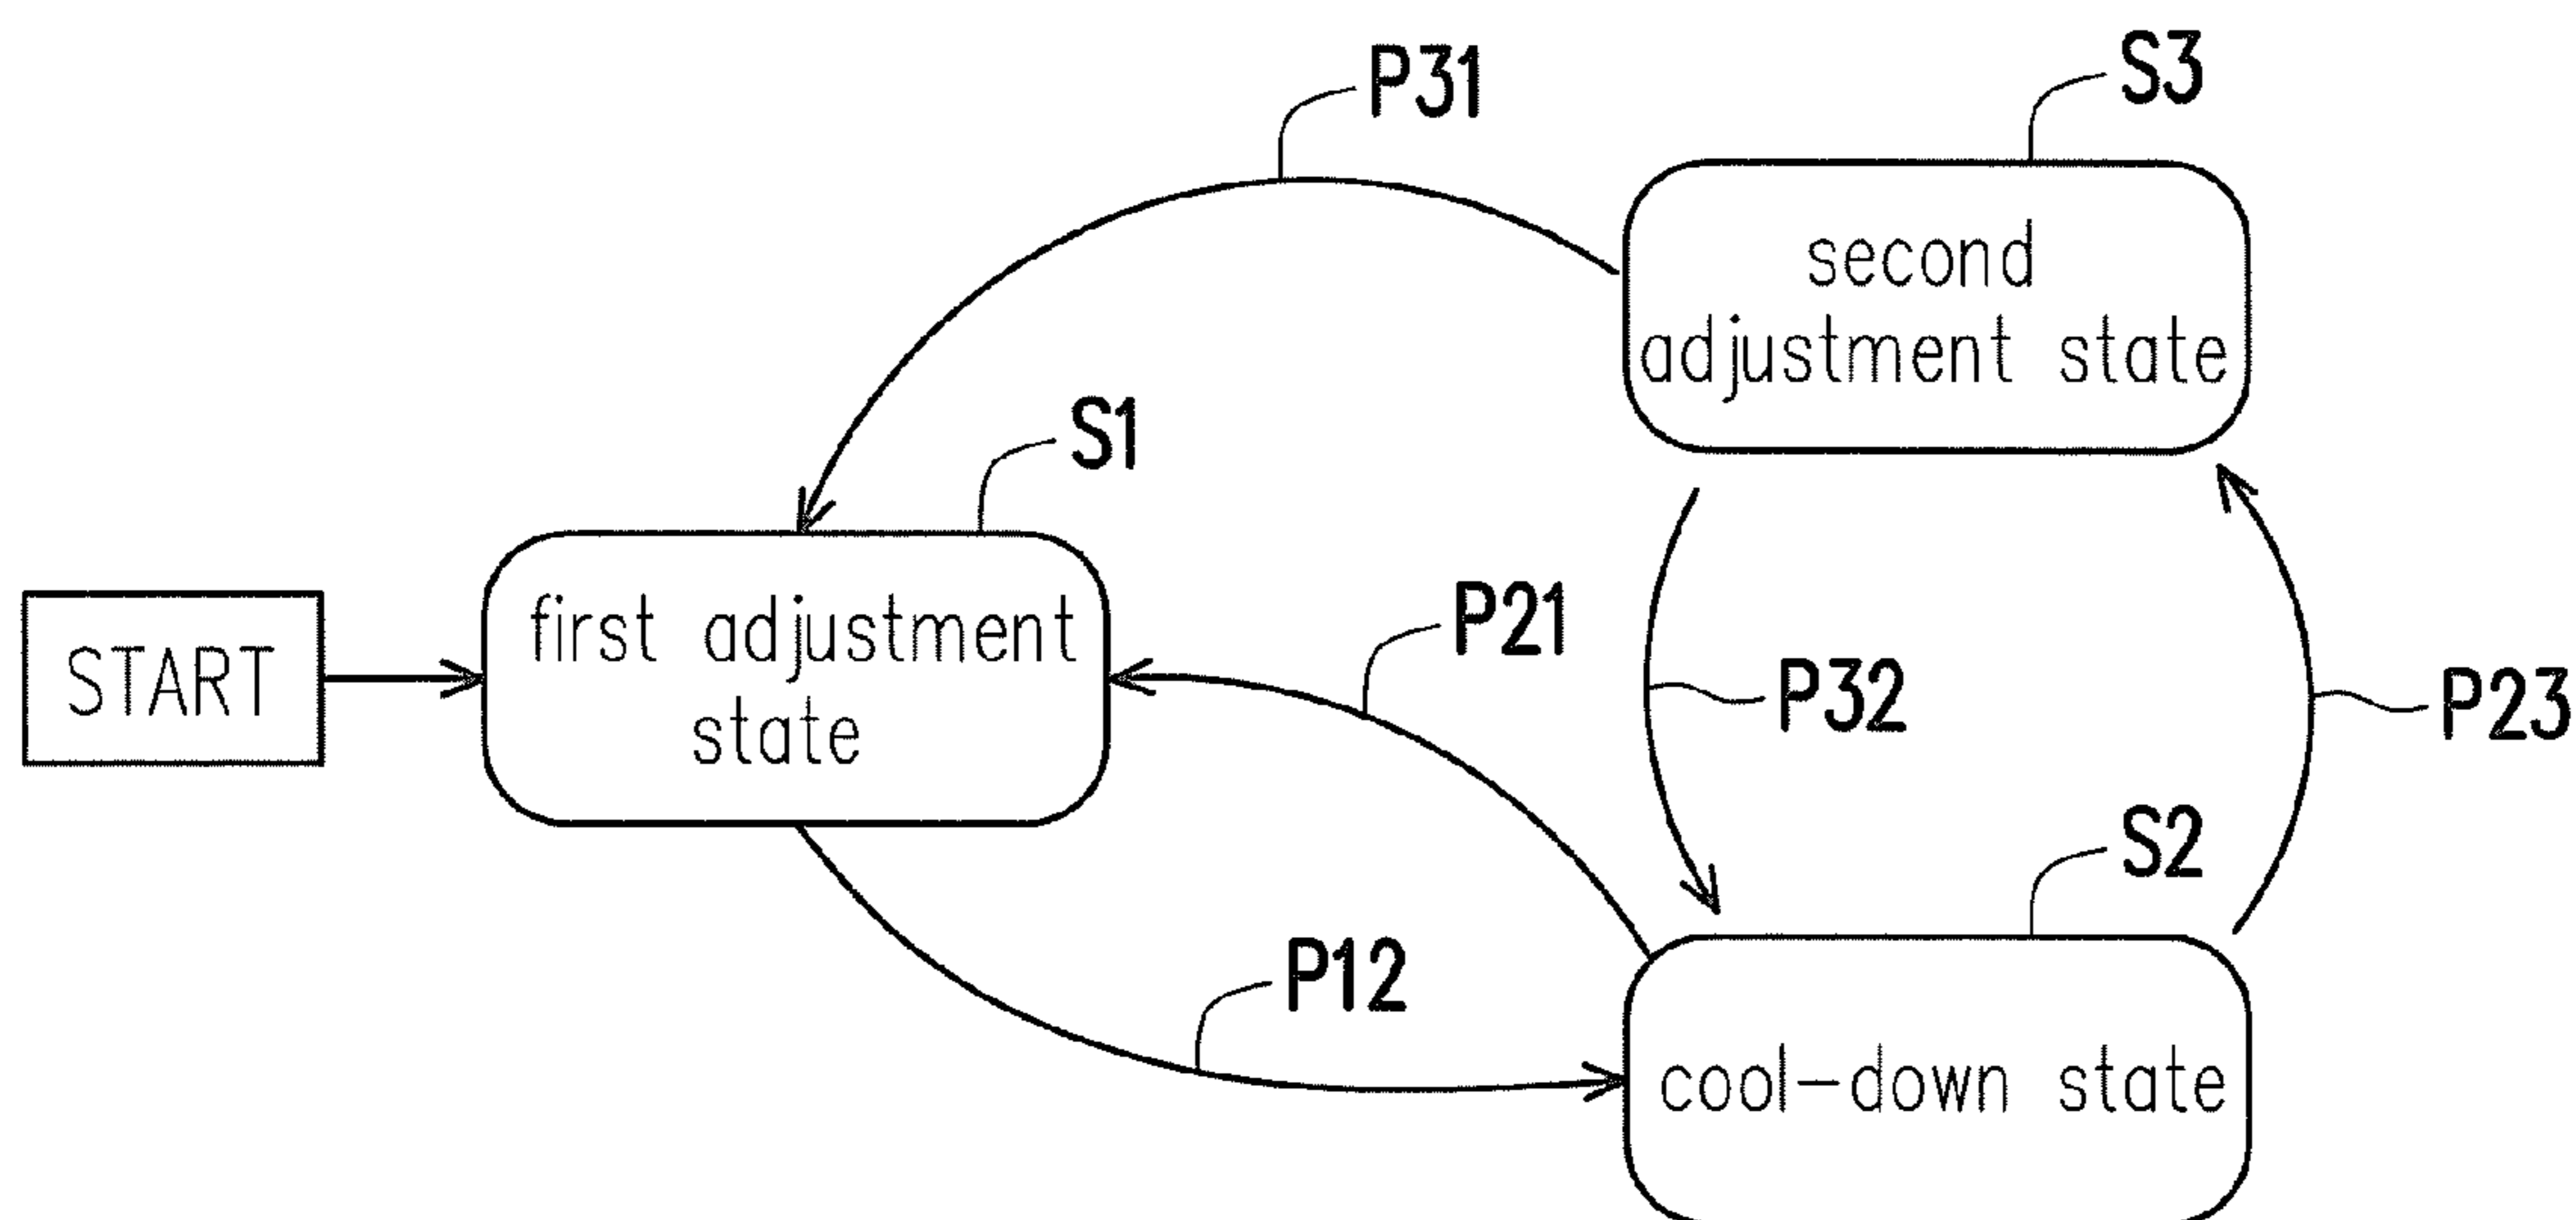 P31
S3
second
adjustment state
S1
first adjustment
state
START
P21
P32
P23
S2
P12
cool-down state